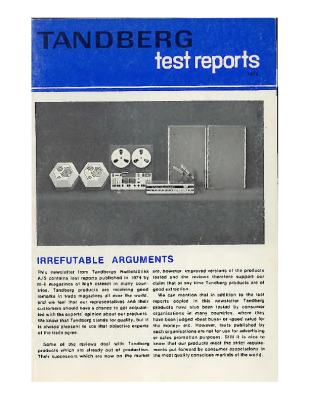 TANDBERG
test reports
IRREFUTABLE ARGUMENTS
This newsletter from Tandbergs Radiofabrikk
A/S contains test reports published in 1974 by
hi-fi magazines of high esteem in many coun-
tries. Tandberg products are receiving good
remarks in trade magazines all over the world,
and we feel that our representatives and their
customers should have a chance to get acquain-
ted with the experts' opinion about our products.
We know that Tandberg stands for quality, but it
is always pleasant to see that objective experts
of the trade agree.
Some of the reviews deal with Tandberg
products which are already out of production.
Their successors which are now on the market
are, however, improved versions of the products
tested and the reviews therefore support our
claim that at any time Tandberg products are of
good extraction.
We can mention that in addition to the test
reports copied in this newsletter Tandberg
products have also been tested by consumer
organisations in many countries, where they
have been judged «best buy» or «good value for
the money» etc. However, tests published by
such organisations are not for use for advertising
or sales promotion purposes. Still it is nice to
know that our products meet the strict require-
ments put forward by consumer associations in
the most quality conscious markets of the world.